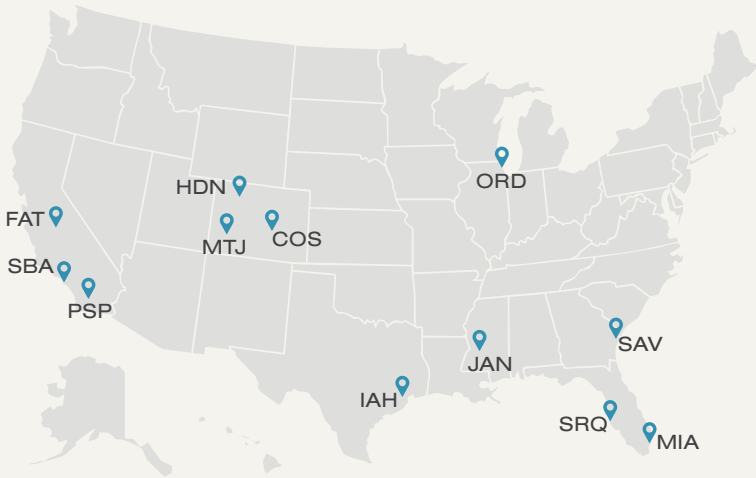 ORD
HDN
FAT
COS
MTJ
SBA
PSP
SAV
JAN
IAH
SRQ
MIA